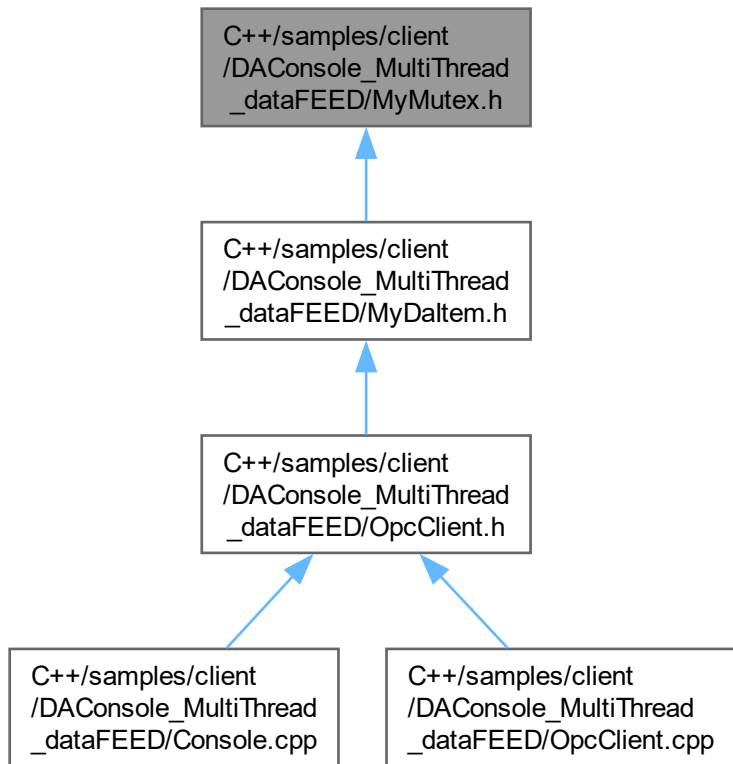 C++/samples/client
/DAConsole_MultiThread
_dataFEED/MyMutex.h
C++/samples/client
/DAConsole_MultiThread
_dataFEED/MyDaItem.h
C++/samples/client
/DAConsole_MultiThread
_dataFEED/OpcClient.h
C++/samples/client
/DAConsole_MultiThread
_dataFEED/Console.cpp
C++/samples/client
/DAConsole_MultiThread
_dataFEED/OpcClient.cpp